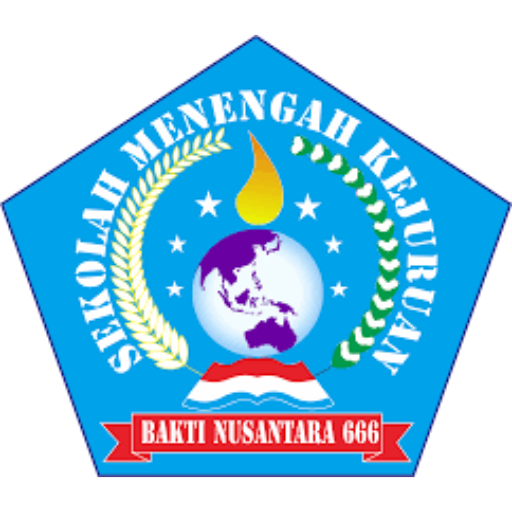 SEKOLAH MENENGAH KEJURUAN
BAKTI NUSANTARA 666